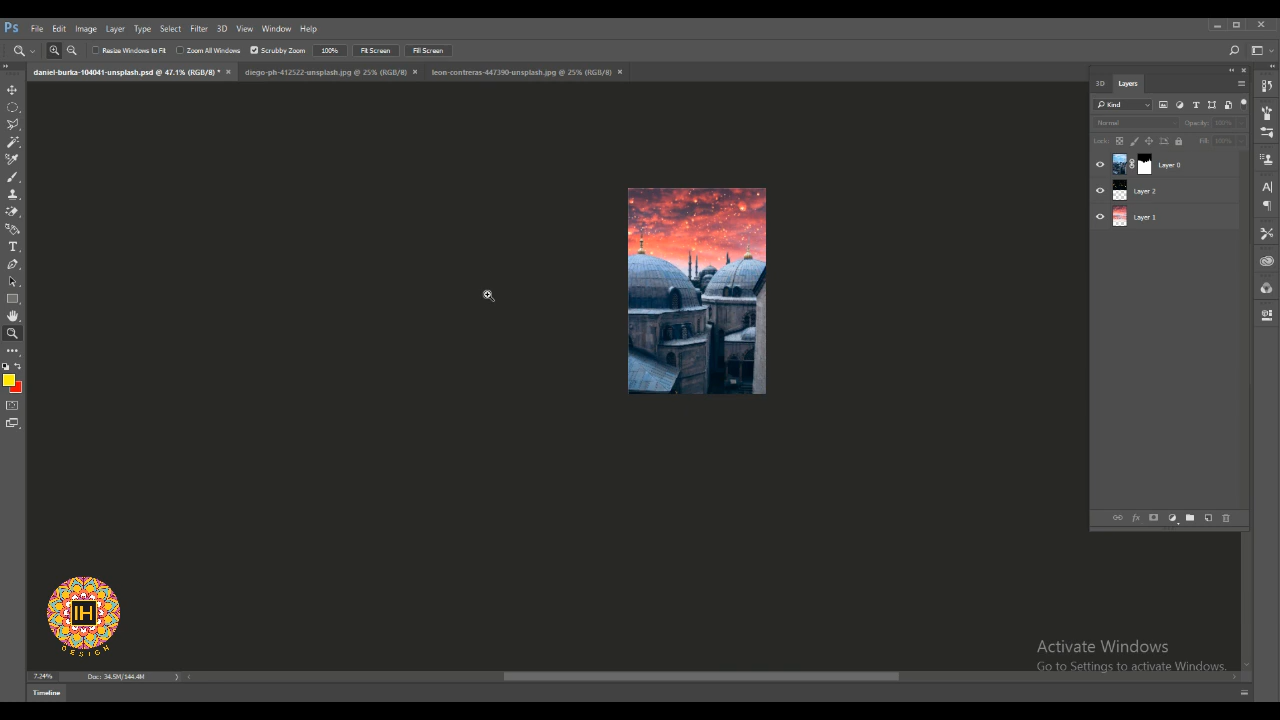 Ps File Edit Image Layer Type Select Filter 3D View Window Help
Resize Windows to Fit Zoom All Windows Scrubby Zoom 100% Fit Screen Fill Screen
daniel-burka-104041-unsplash.psd @ 47.1% (RGB/8) * × diego-ph-412522-unsplash.jpg @ 25% (RGB/8) × leon-contreras-447390-unsplash.jpg @ 25% (RGB/8) ×
3D Layers
Kind
Normal Opacity: 100%
Lock: Fill: 100%
Layer 0
Layer 2
Layer 1
fx
IH
DESIGN
Activate Windows
Go to Settings to activate Windows.
7.24% Doc: 34.5M/144.4M
Timeline